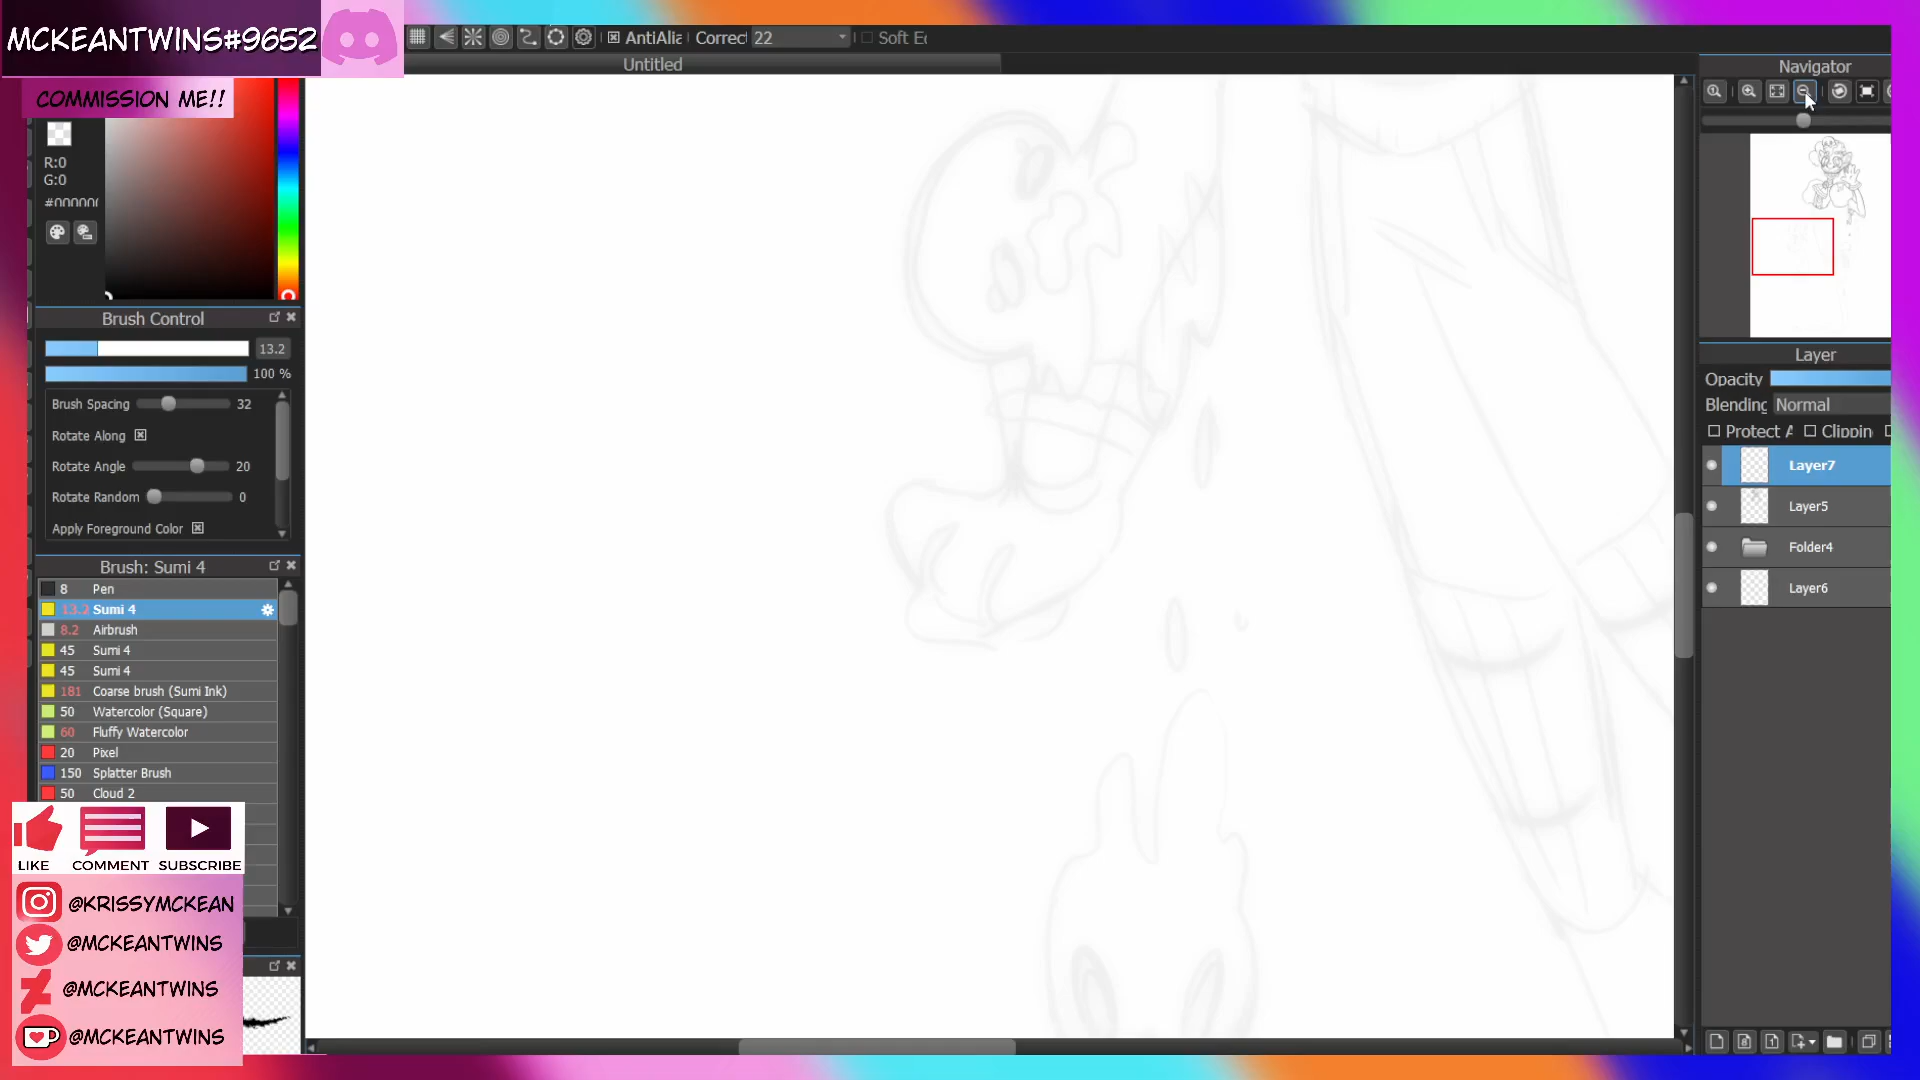 MCKEANTWINS#9652
COMMISSION ME!!
AntiAlia
Correct
22
Soft Ed
Untitled
Navigator
R:0
G:0
#000000
Brush Control
13.2
100 %
Brush Spacing 32
Rotate Along
Rotate Angle 20
Rotate Random 0
Apply Foreground Color
Brush: Sumi 4
8 Pen
13.2 Sumi 4
8.2 Airbrush
45 Sumi 4
45 Sumi 4
181 Coarse brush (Sumi Ink)
50 Watercolor (Square)
60 Fluffy Watercolor
20 Pixel
150 Splatter Brush
50 Cloud 2
LIKE COMMENT SUBSCRIBE
@KRISSYMCKEAN
@MCKEANTWINS
@MCKEANTWINS
@MCKEANTWINS
Layer
Opacity
Blending Normal
Protect A
Clippin
Layer7
Layer5
Folder4
Layer6